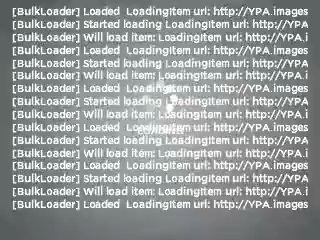 [BulkLoader] Loaded  LoadingItem url: http://YPA.images
[BulkLoader] Started loading LoadingItem url: http://YPA
[BulkLoader] Will load item: LoadingItem url: http://YPA.i
[BulkLoader] Loaded  LoadingItem url: http://YPA.images
[BulkLoader] Started loading LoadingItem url: http://YPA
[BulkLoader] Will load item: LoadingItem url: http://YPA.i
[BulkLoader] Loaded  LoadingItem url: http://YPA.images
[BulkLoader] Started loading LoadingItem url: http://YPA
[BulkLoader] Will load item: LoadingItem url: http://YPA.i
[BulkLoader] Loaded  LoadingItem url: http://YPA.images
[BulkLoader] Started loading LoadingItem url: http://YPA
[BulkLoader] Will load item: LoadingItem url: http://YPA.i
[BulkLoader] Loaded  LoadingItem url: http://YPA.images
[BulkLoader] Started loading LoadingItem url: http://YPA
[BulkLoader] Will load item: LoadingItem url: http://YPA.i
[BulkLoader] Loaded  LoadingItem url: http://YPA.images